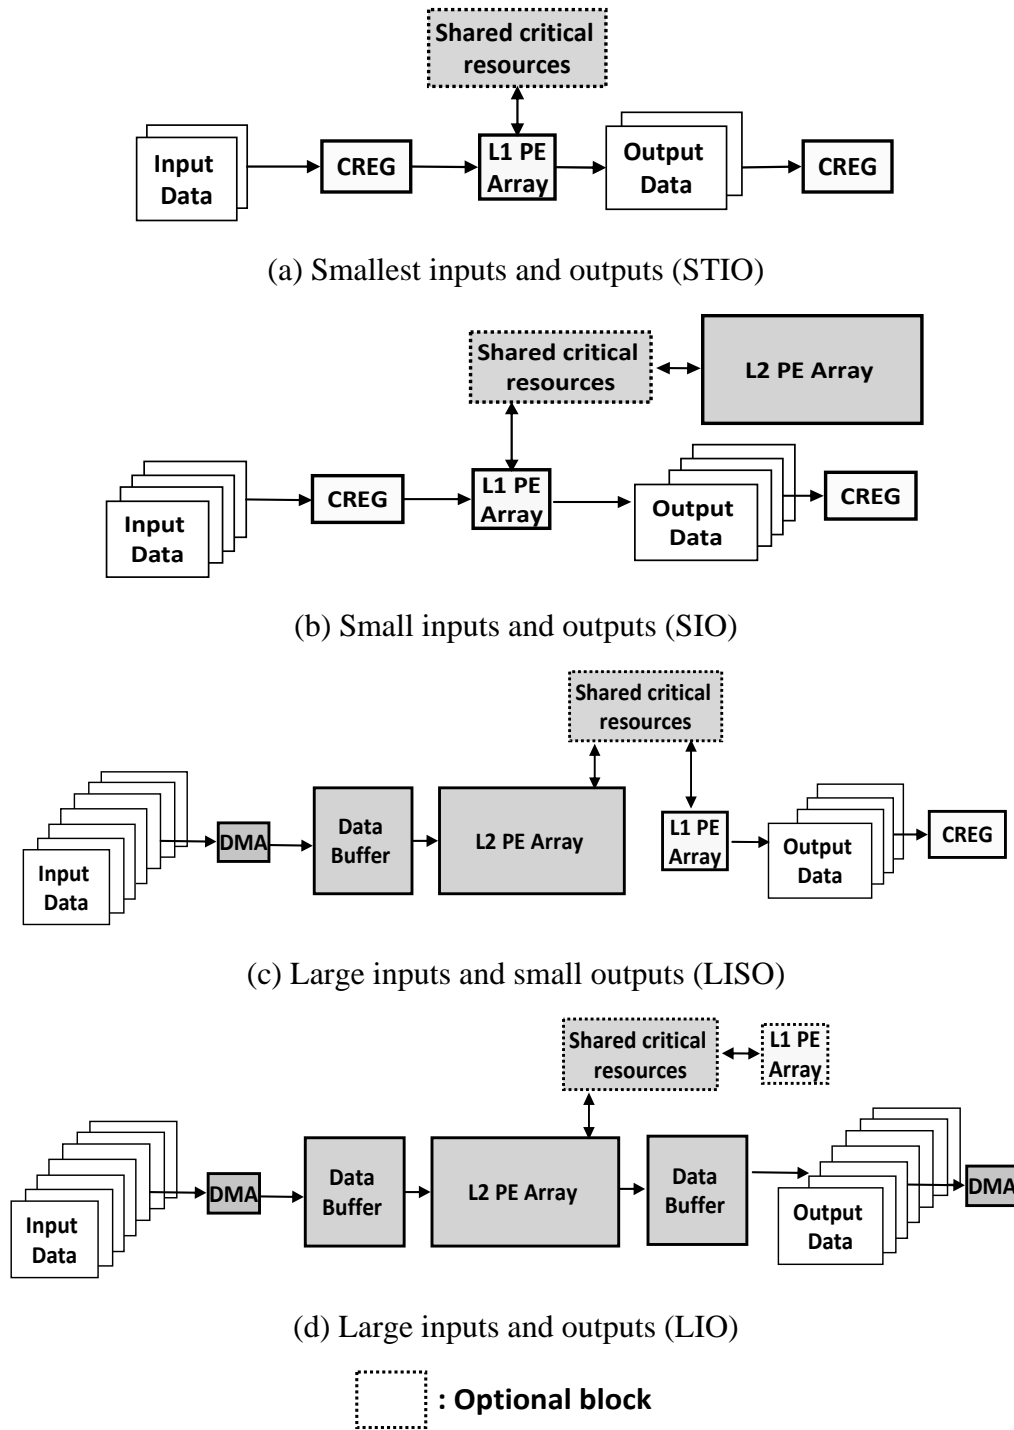 Shared critical
resources
Input
Data
CREG
L1 PE
Array
Output
Data
CREG
(a) Smallest inputs and outputs (STIO)
Shared critical
resources
L2 PE Array
Input
Data
CREG
L1 PE
Array
Output
Data
CREG
(b) Small inputs and outputs (SIO)
Shared critical
resources
Input
Data
DMA
Data
Buffer
L2 PE Array
L1 PE
Array
Output
Data
CREG
(c) Large inputs and small outputs (LISO)
Shared critical
resources
L1 PE
Array
Input
Data
DMA
Data
Buffer
L2 PE Array
Data
Buffer
Output
Data
DMA
(d) Large inputs and outputs (LIO)
: Optional block